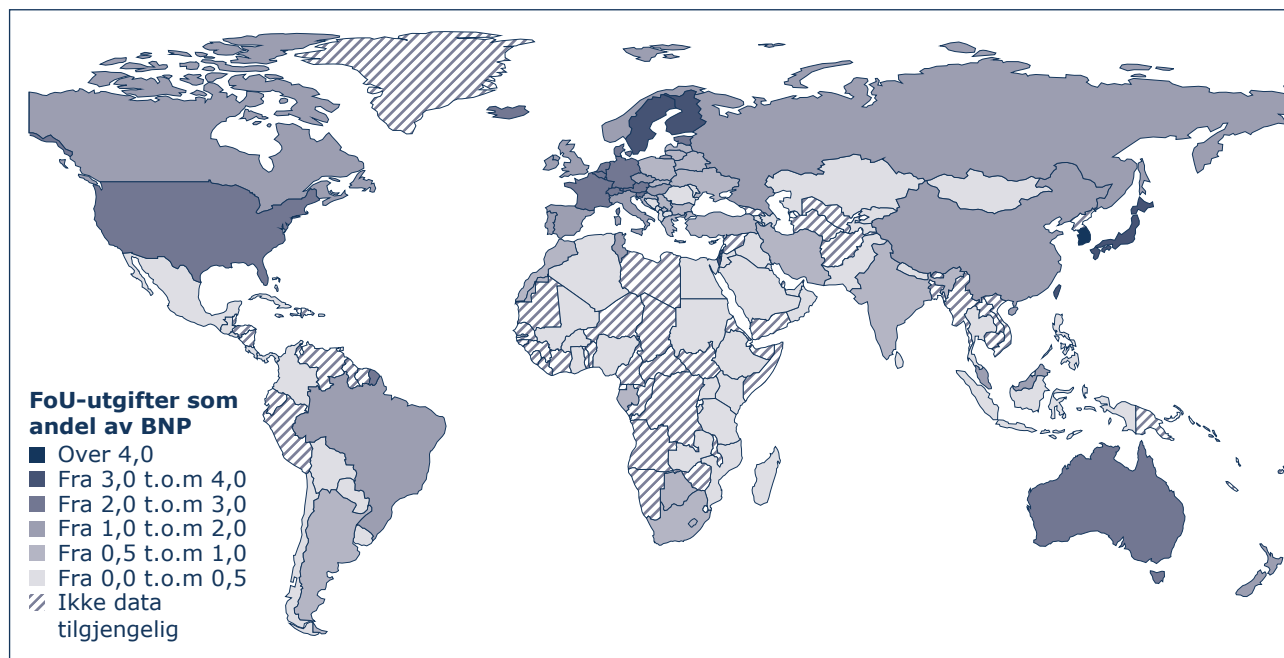 FoU-utgifter som
andel av BNP
Over 4,0
Fra 3,0 t.o.m 4,0
Fra 2,0 t.o.m 3,0
Fra 1,0 t.o.m 2,0
Fra 0,5 t.o.m 1,0
Fra 0,0 t.o.m 0,5
Ikke data
tilgjengelig